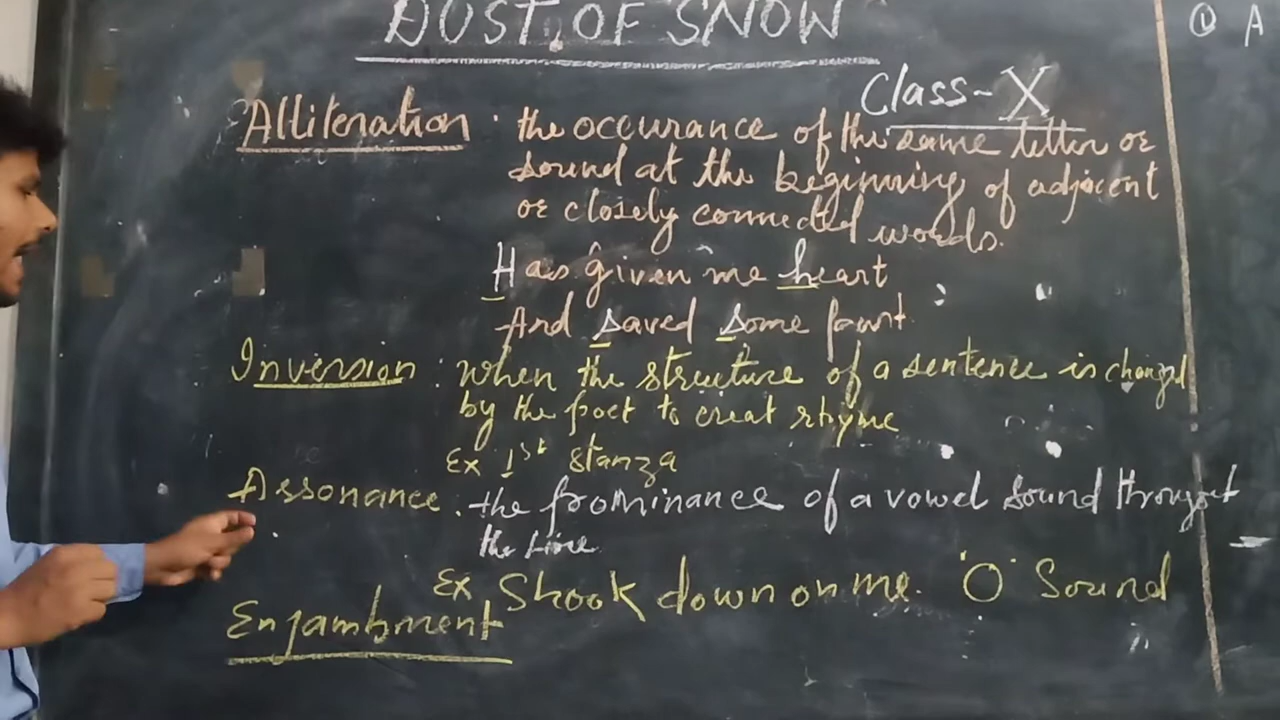 DUST OF SNOW
① A
Class-X
Alliteration : the occurance of the same letter or
sound at the beginning of adjacent
or closely connected words.
Has given me heart
And saved some part
Inversion : when the structure of a sentence is changed
by the poet to creat rhyme
Ex 1st stanza
Assonance : the prominance of a vowel sound througout
the line
Ex Shook down on me. 'O' Sound
Enjambment